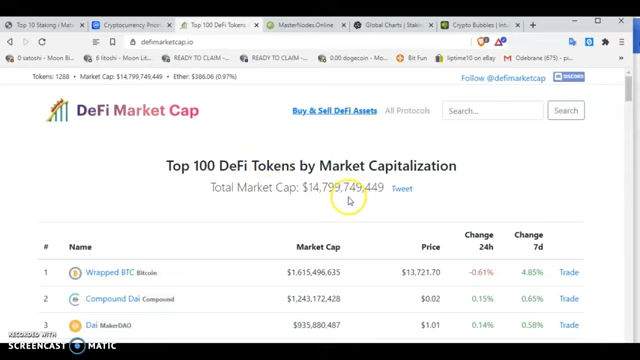 Top 10 Staking | Mar
Cryptocurrency Price
Top 100 DeFi Tokens
MasterNodes.Online
Global Charts | Stakin
Crypto Bubbles | In
defimarketcap.io
0 satoshi - Moon Bi
6 litoshi - Moon Lit
READY TO CLAIM -
READY TO CLAIM -
0.00 dogecoin - Mo
Bit Fun
liptime10 on eToro
Odebrane (675) - pi
Tokens: 1288 • Market Cap: $14,799,749,449 • Ether: $386.06 (0.97%)
Follow @defimarketcap
DISCORD
DeFi Market Cap
Buy & Sell DeFi Assets
All Protocols
Search...
Search
Top 100 DeFi Tokens by Market Capitalization
Total Market Cap: $14,799,749,449
Tweet
# Name Market Cap Price Change 24h Change 7d
1 Wrapped BTC Bitcoin $1,615,496,635 $13,721.70 -0.61% 4.85% Trade
2 Compound Dai Compound $1,243,172,428 $0.02 0.15% 0.65% Trade
3 Dai MakerDAO $935,880,487 $1.01 0.14% 0.58% Trade
RECORDED WITH
SCREENCAST MATIC